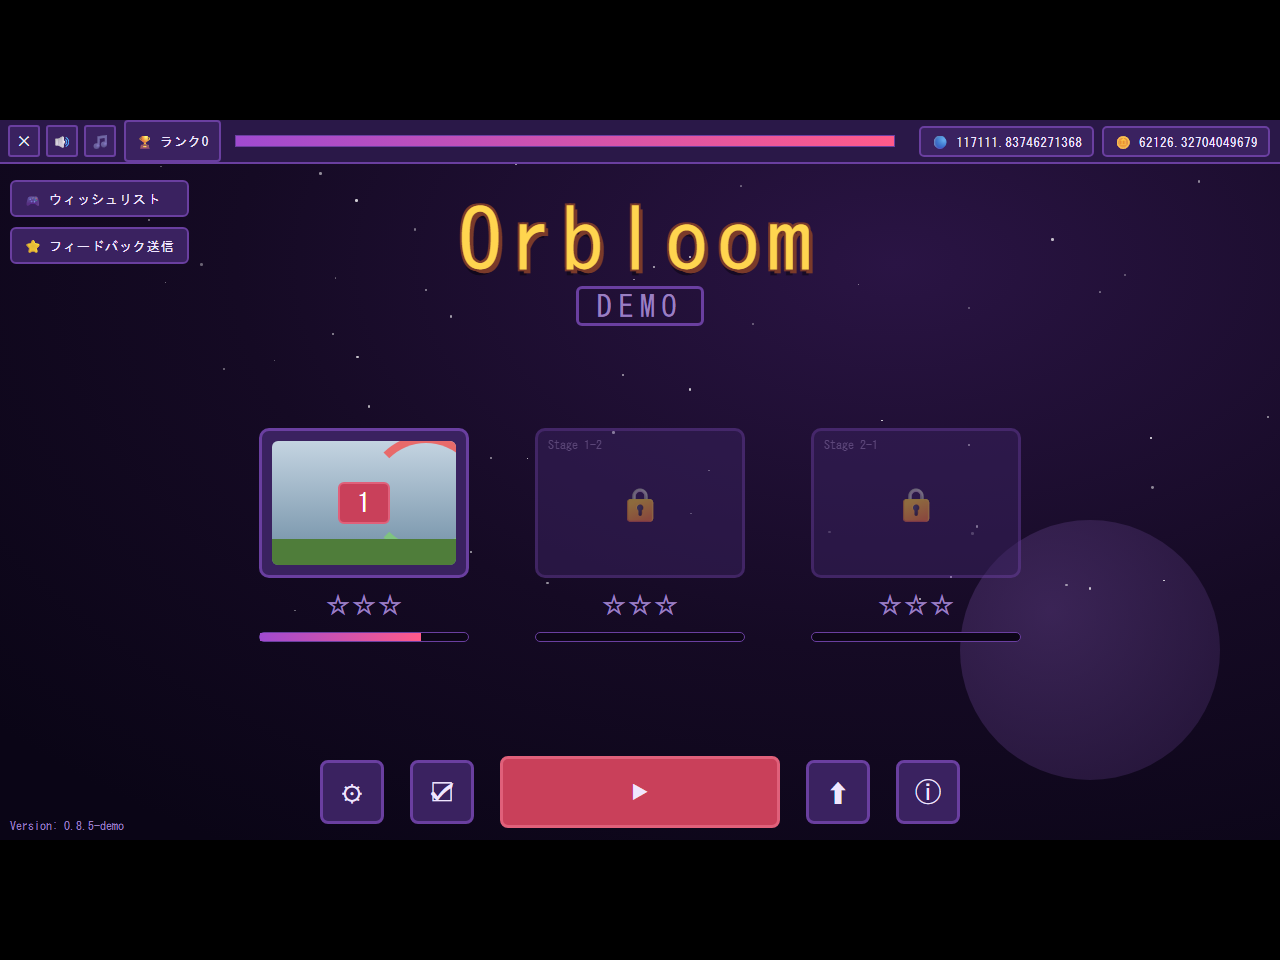 ランク0
117111.83746271368
62126.32704049679
ウィッシュリスト
フィードバック送信
Orbloom
DEMO
1
Stage 1-2
Stage 2-1
Version: 0.8.5-demo